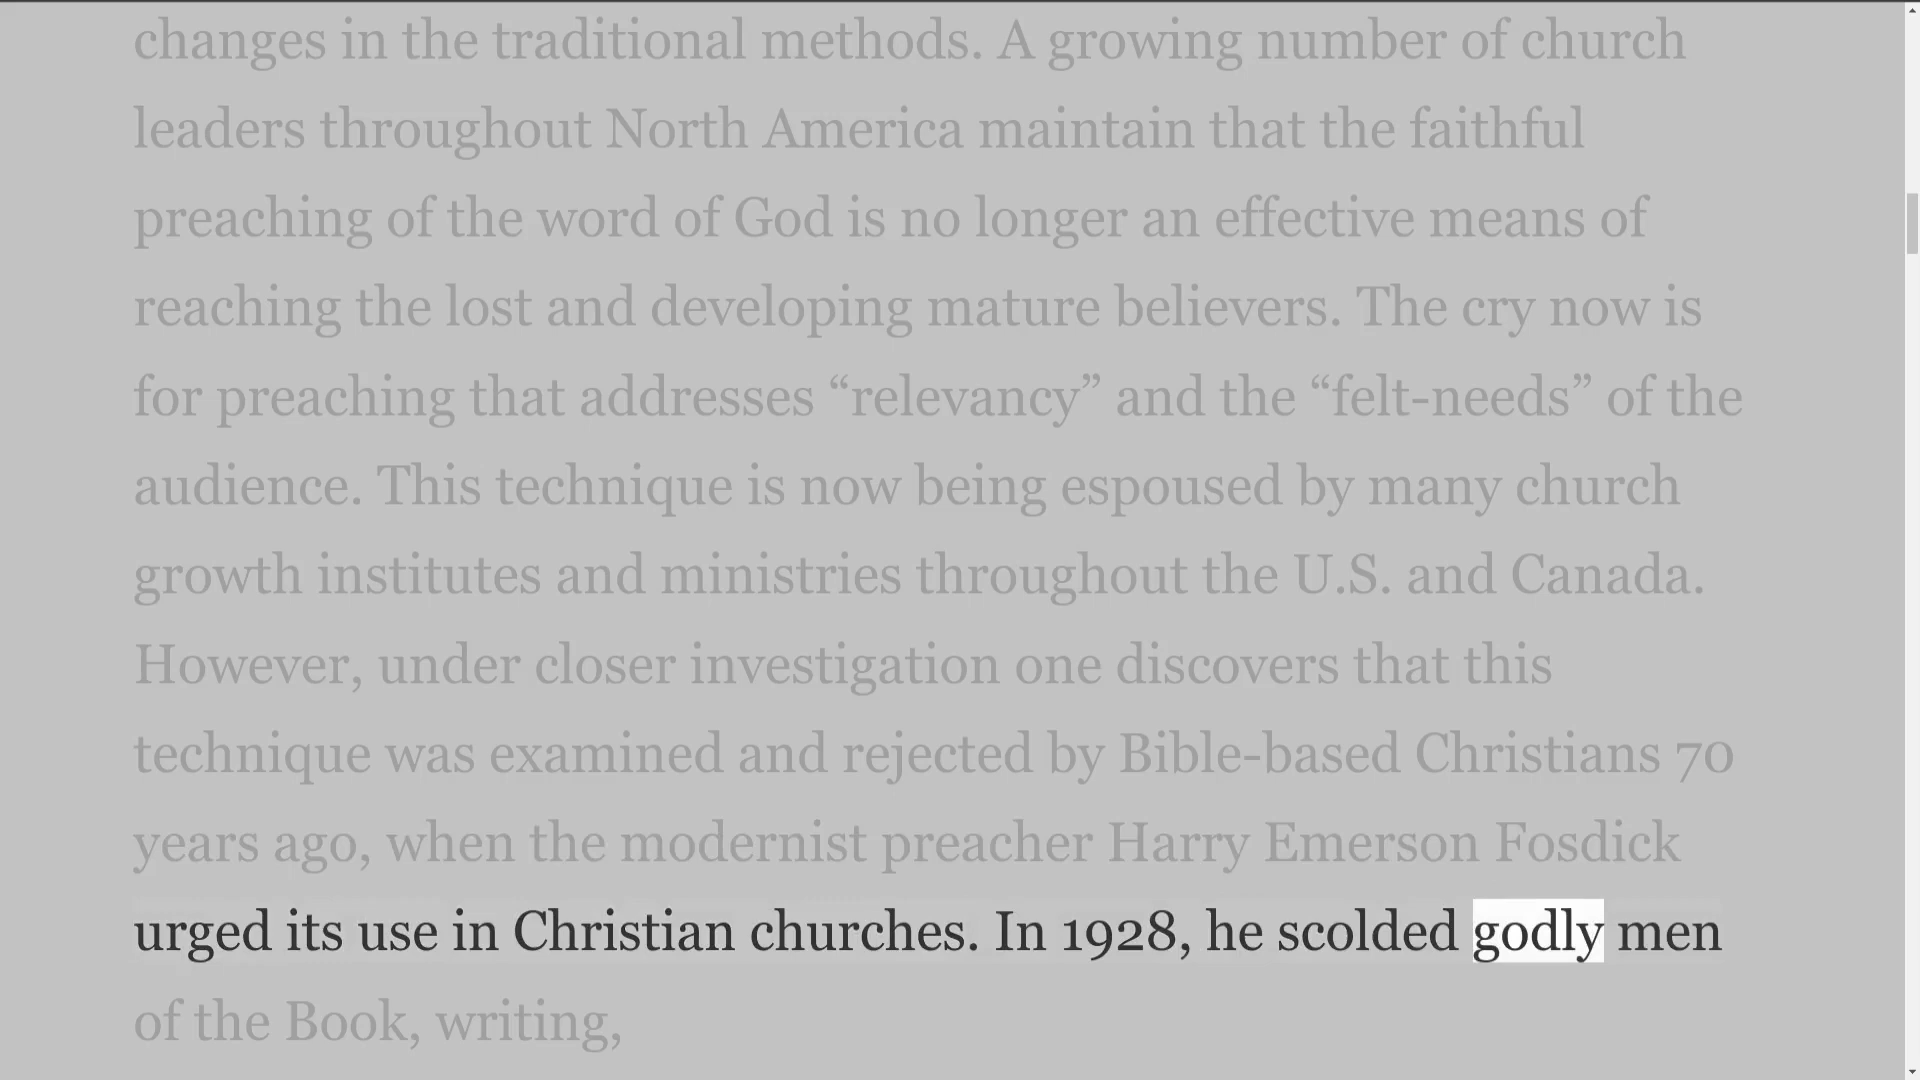 changes in the traditional methods. A growing number of church
leaders throughout North America maintain that the faithful
preaching of the word of God is no longer an effective means of
reaching the lost and developing mature believers. The cry now is
for preaching that addresses “relevancy” and the “felt-needs” of the
audience. This technique is now being espoused by many church
growth institutes and ministries throughout the U.S. and Canada.
However, under closer investigation one discovers that this
technique was examined and rejected by Bible-based Christians 70
years ago, when the modernist preacher Harry Emerson Fosdick
urged its use in Christian churches. In 1928, he scolded godly men
of the Book, writing,